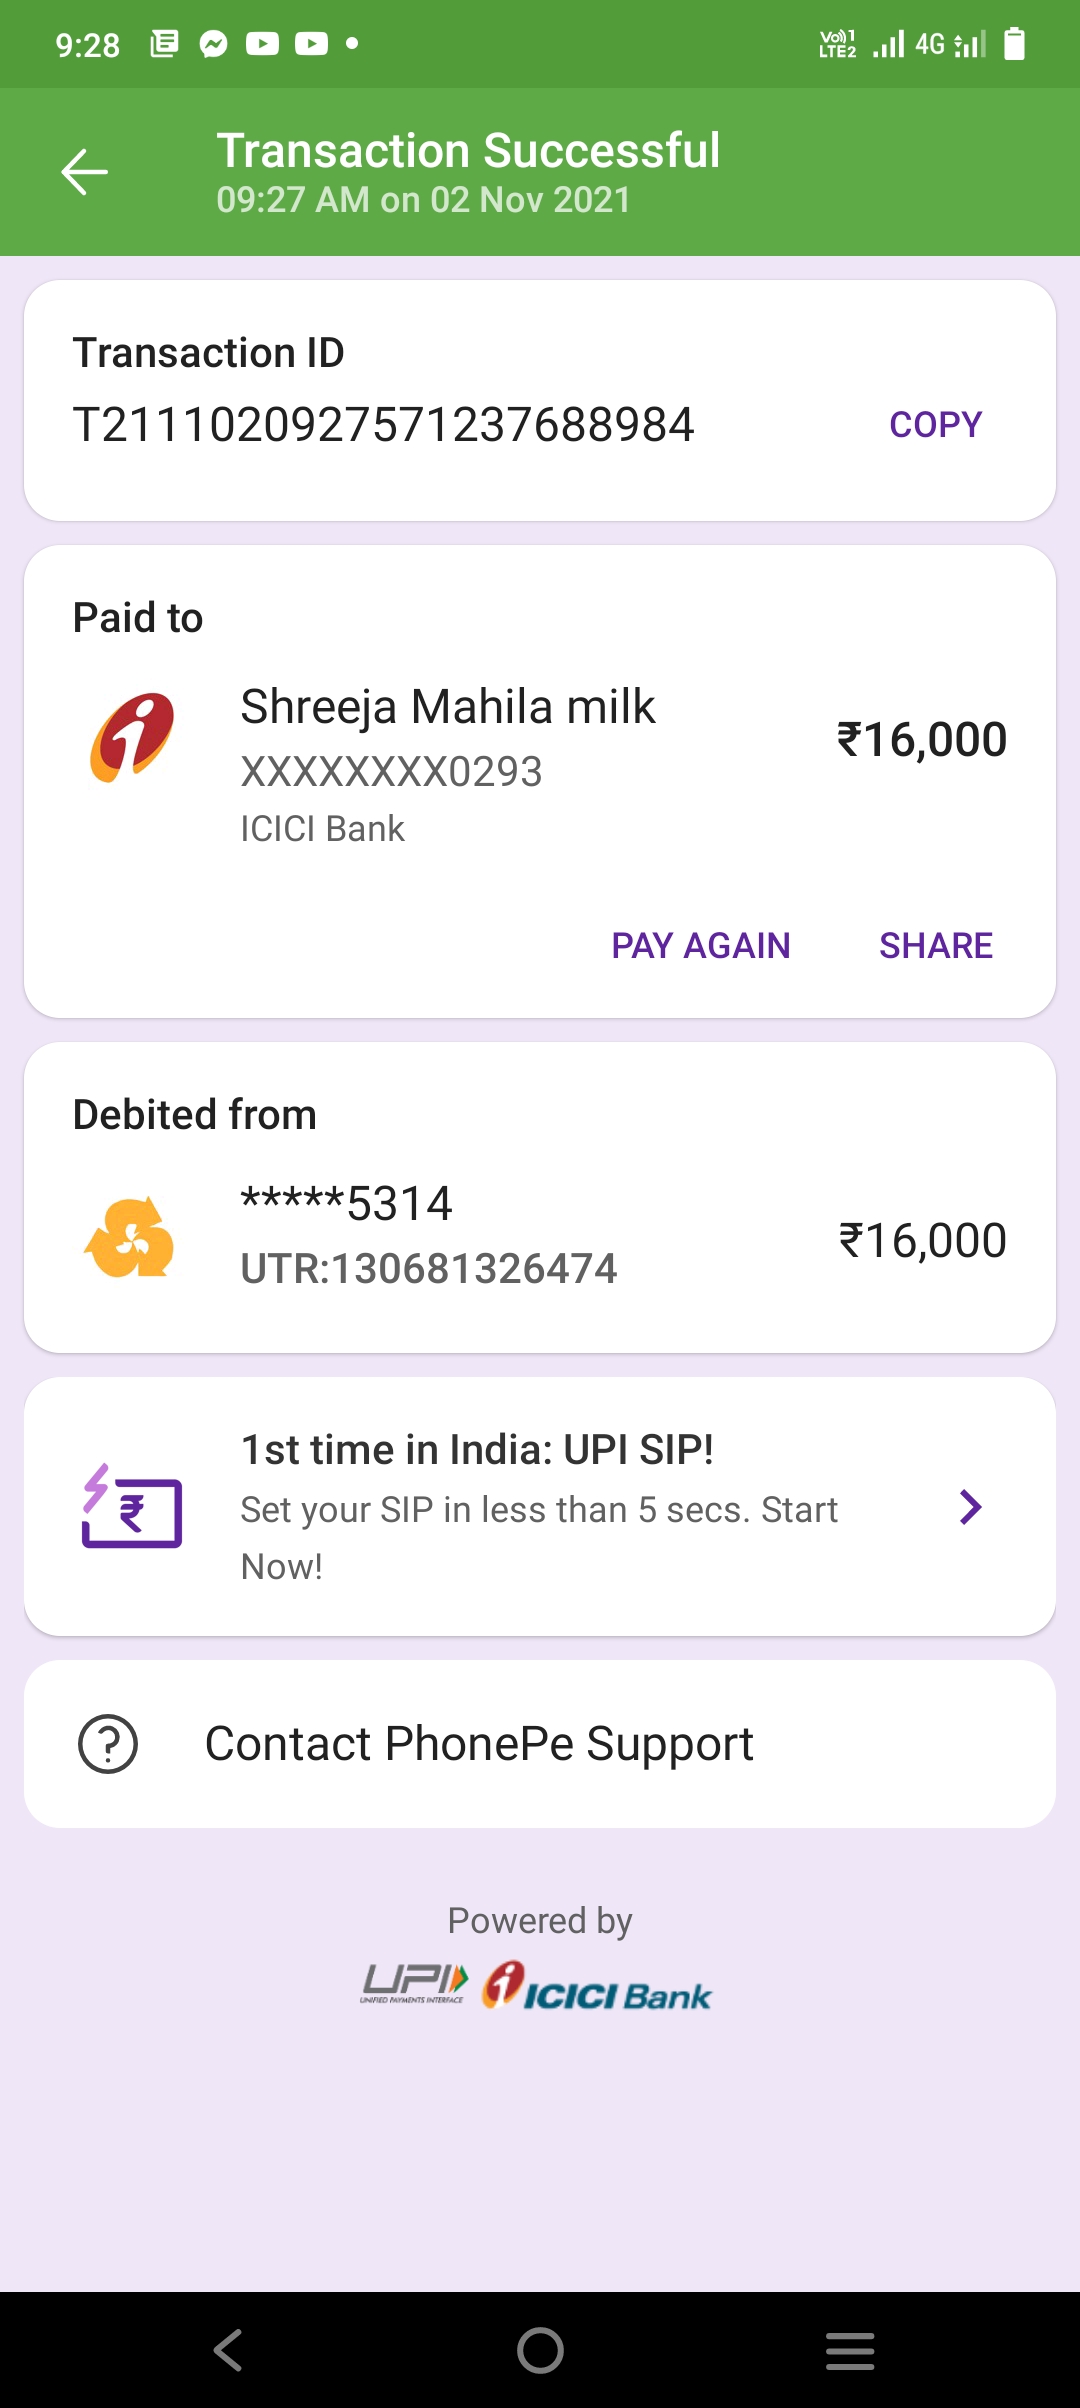 9:28
Vo)) 1
LTE2
4G
Transaction Successful
09:27 AM on 02 Nov 2021
Transaction ID
T2111020927571237688984
COPY
Paid to
Shreeja Mahila milk
XXXXXXXX0293
ICICI Bank
₹16,000
PAY AGAIN
SHARE
Debited from
*****5314
UTR:130681326474
₹16,000
1st time in India: UPI SIP!
Set your SIP in less than 5 secs. Start
Now!
Contact PhonePe Support
Powered by
UPI
UNIFIED PAYMENTS INTERFACE
ICICI Bank